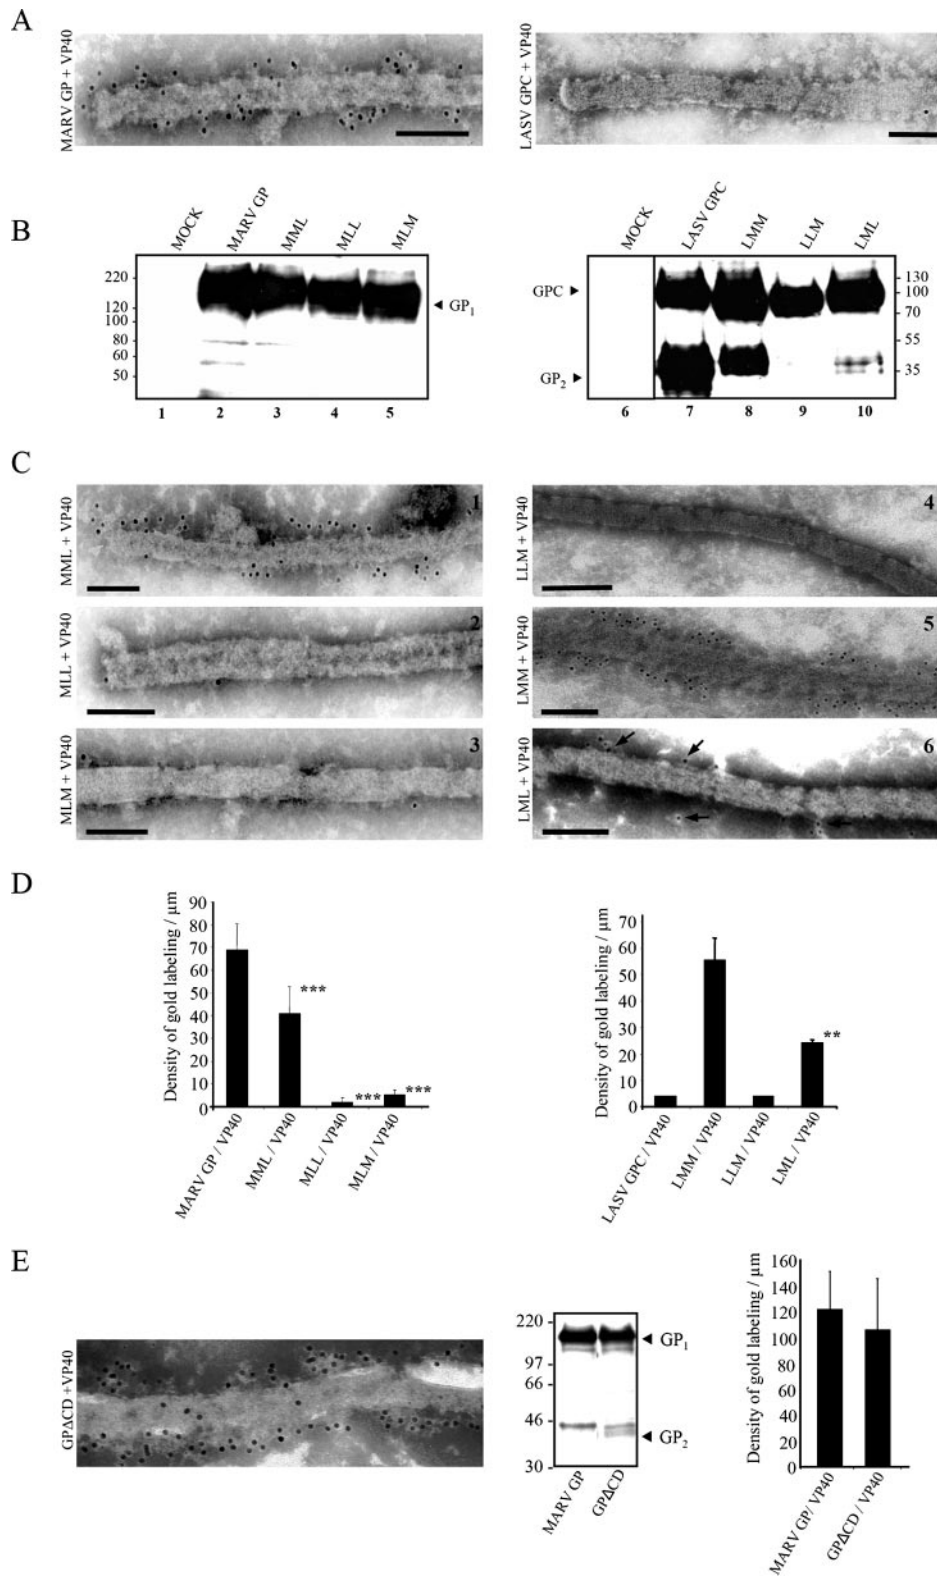 A
MARV GP + VP40
LASV GPC + VP40
B
MOCK
MARV GP
MML
MLL
MLM
220
120
100
80
60
50
GP1
1 2 3 4 5
MOCK
LASV GPC
LMM
LLM
LML
GPC
GP2
130
100
70
55
35
6 7 8 9 10
C
MML + VP40
1
MLL + VP40
2
MLM + VP40
3
LLM + VP40
4
LMM + VP40
5
LML + VP40
6
D
Density of gold labeling / μm
90
80
70
60
50
40
30
20
10
0
***
***
***
MARV GP / VP40
MML / VP40
MLL / VP40
MLM / VP40
Density of gold labeling / μm
70
60
50
40
30
20
10
0
**
LASV GPC / VP40
LMM / VP40
LLM / VP40
LML / VP40
E
GPΔCD +VP40
220
97
66
46
30
GP1
GP2
MARV GP
GPΔCD
Density of gold labeling / μm
160
140
120
100
80
60
40
20
0
MARV GP/ VP40
GPΔCD / VP40